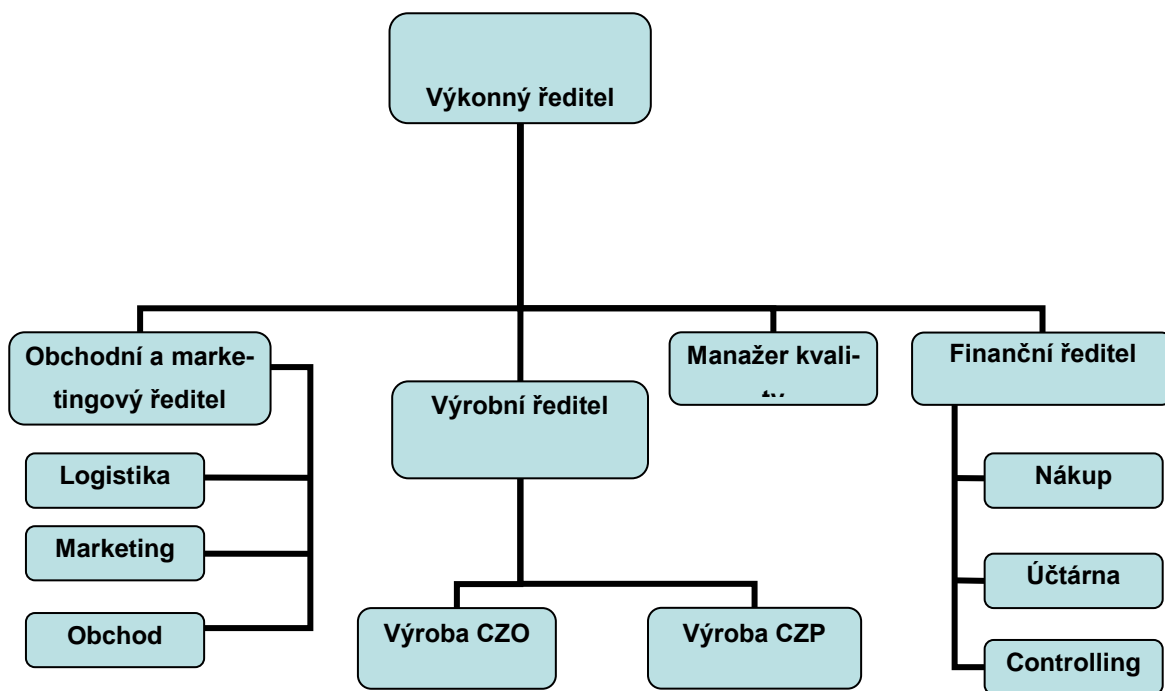 Výkonný ředitel
Obchodní a marke-
tingový ředitel
Výrobní ředitel
Manažer kvali-
Finanční ředitel
Logistika
Marketing
Obchod
Výroba CZO
Výroba CZP
Nákup
Účtárna
Controlling